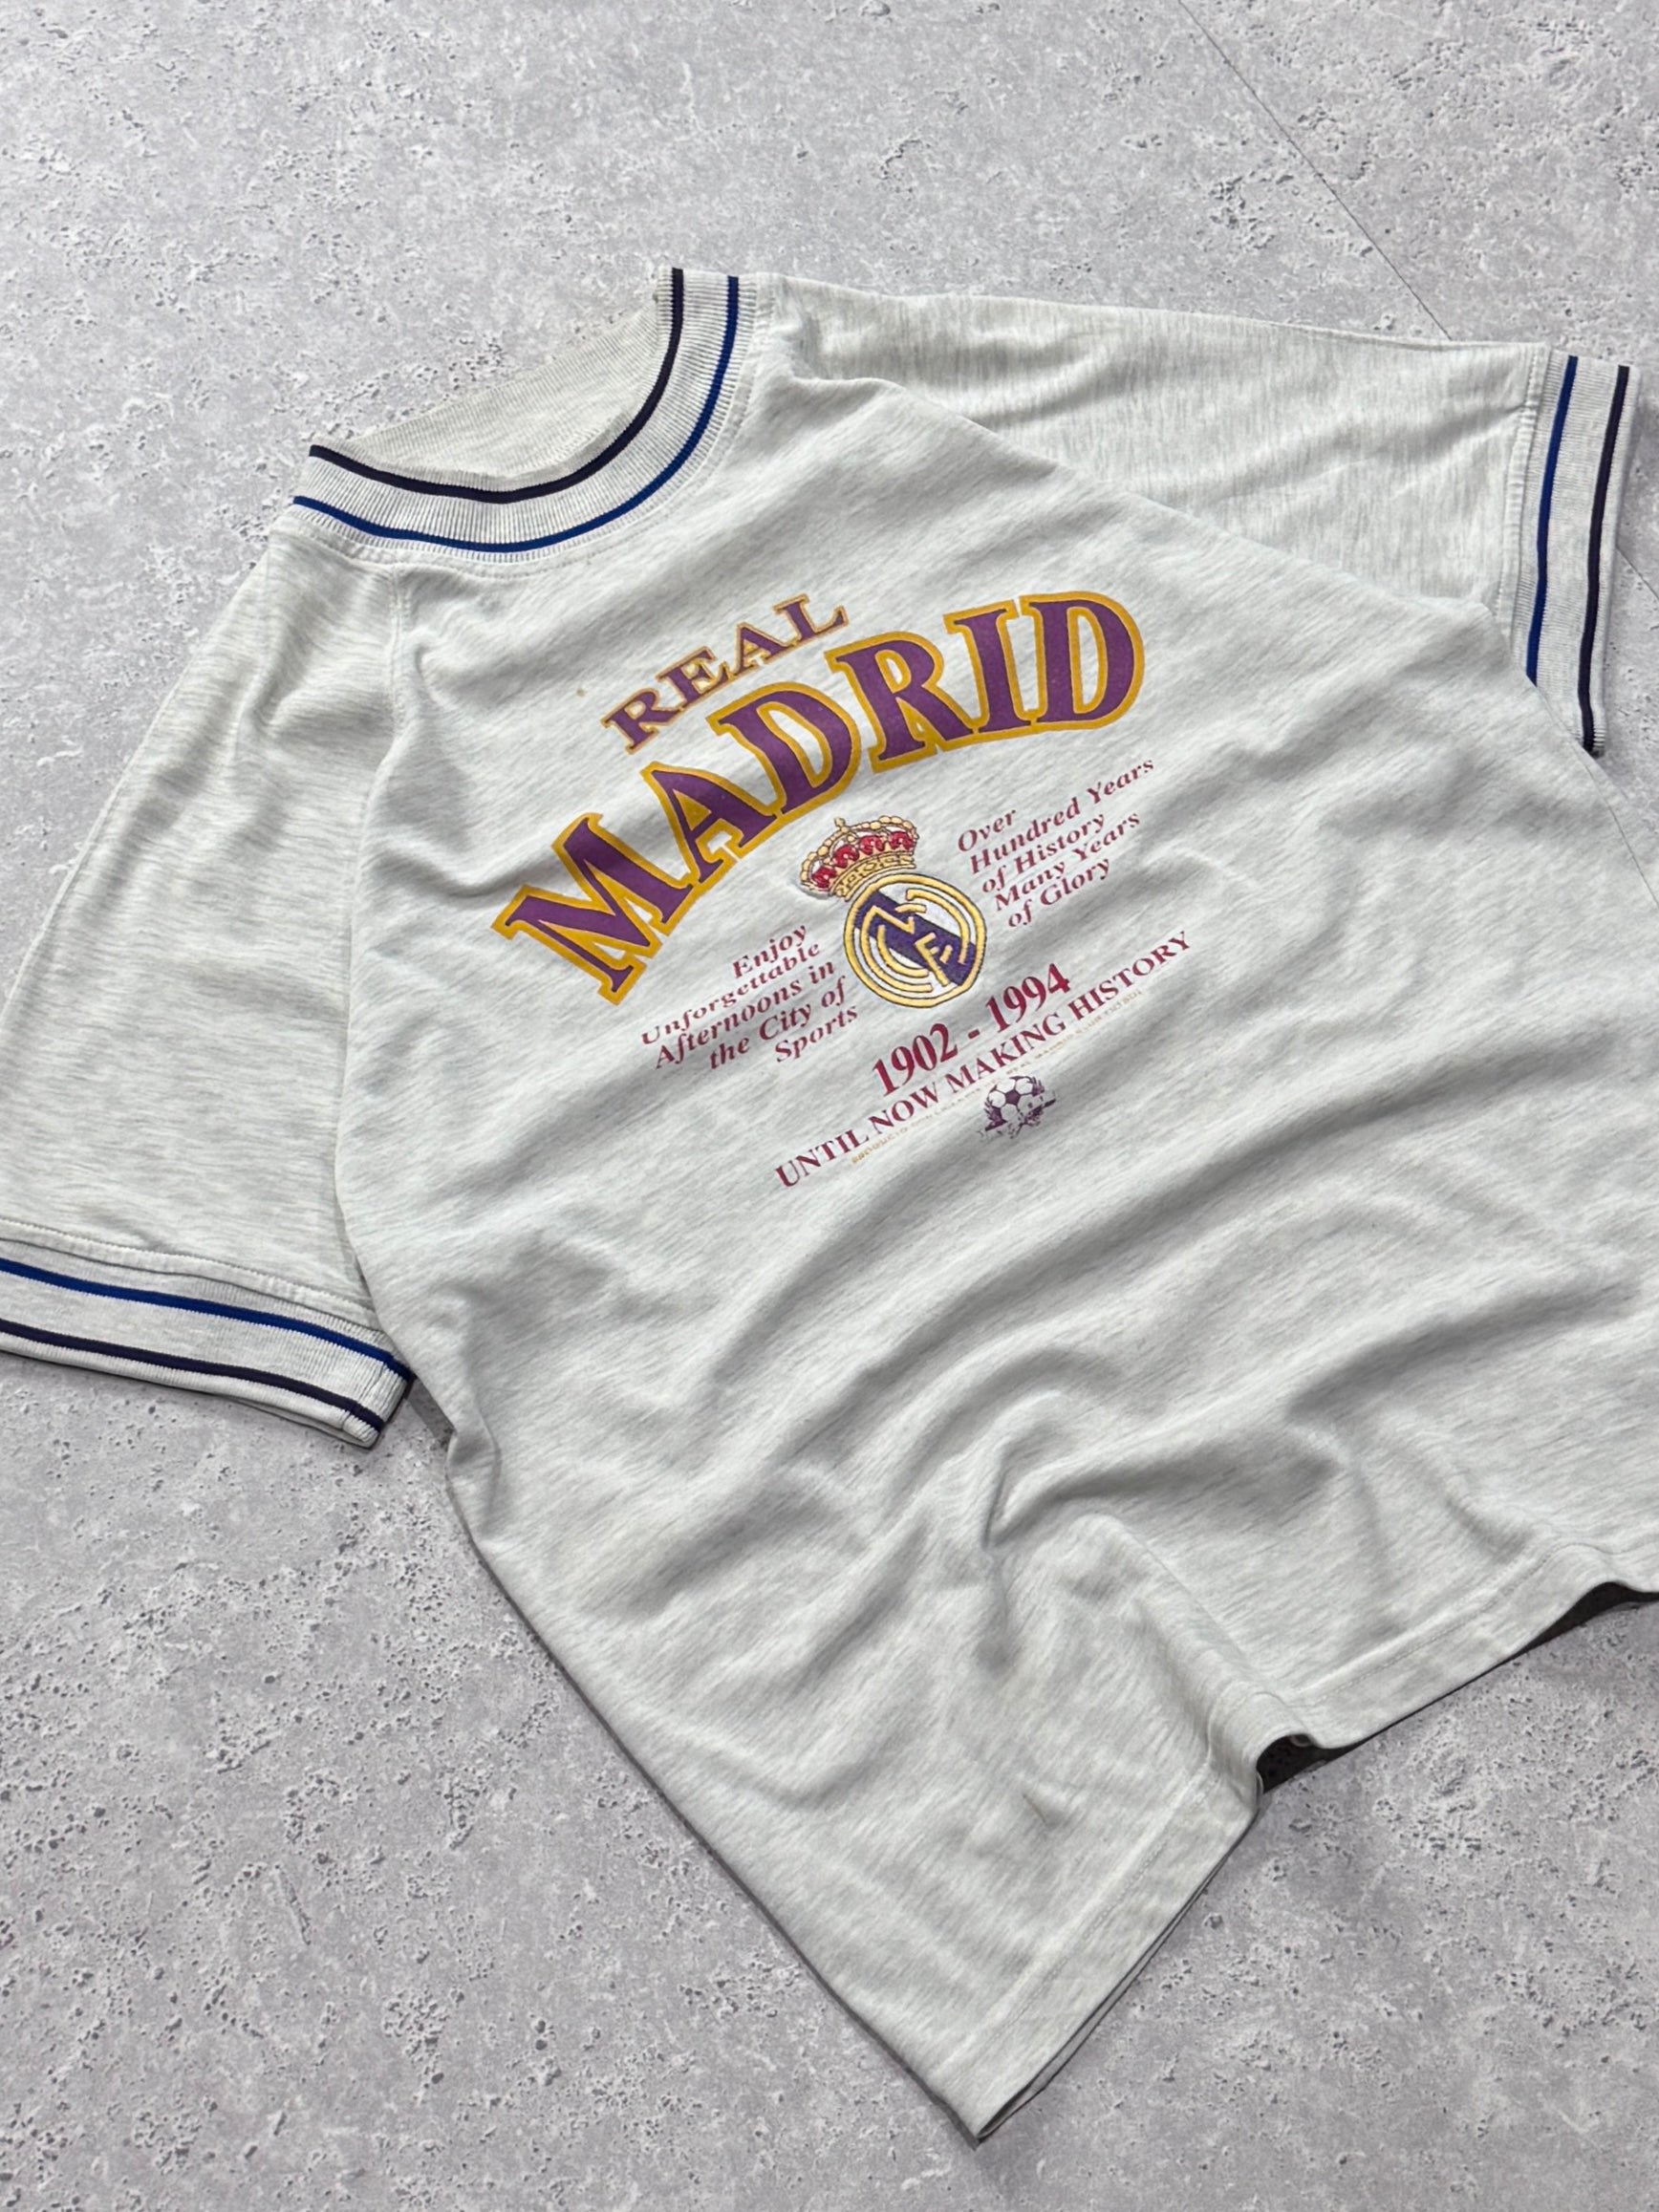 REAL
MADRID
Over
Hundred Years
of History
Many Years
of Glory
Enjoy
Unforgettable
Afternoons in
the City of
Sports
1902 - 1994
UNTIL NOW MAKING HISTORY